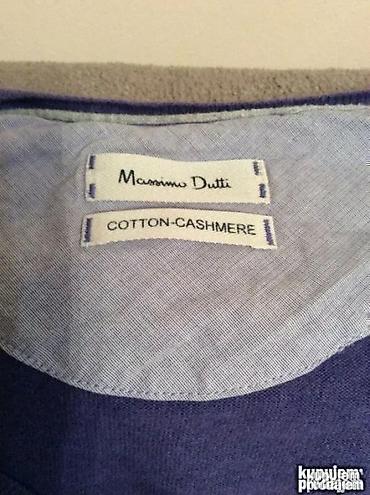 Massimo Dutti
COTTON-CASHMERE
kupujem
prodajem